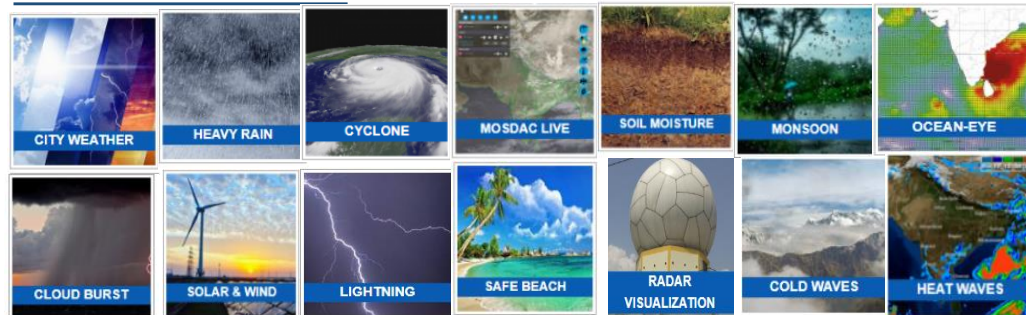 CITY WEATHER
HEAVY RAIN
CYCLONE
MOSDAC LIVE
SOIL MOISTURE
MONSOON
OCEAN-EYE
CLOUD BURST
SOLAR & WIND
LIGHTNING
SAFE BEACH
RADAR
VISUALIZATION
COLD WAVES
HEAT WAVES